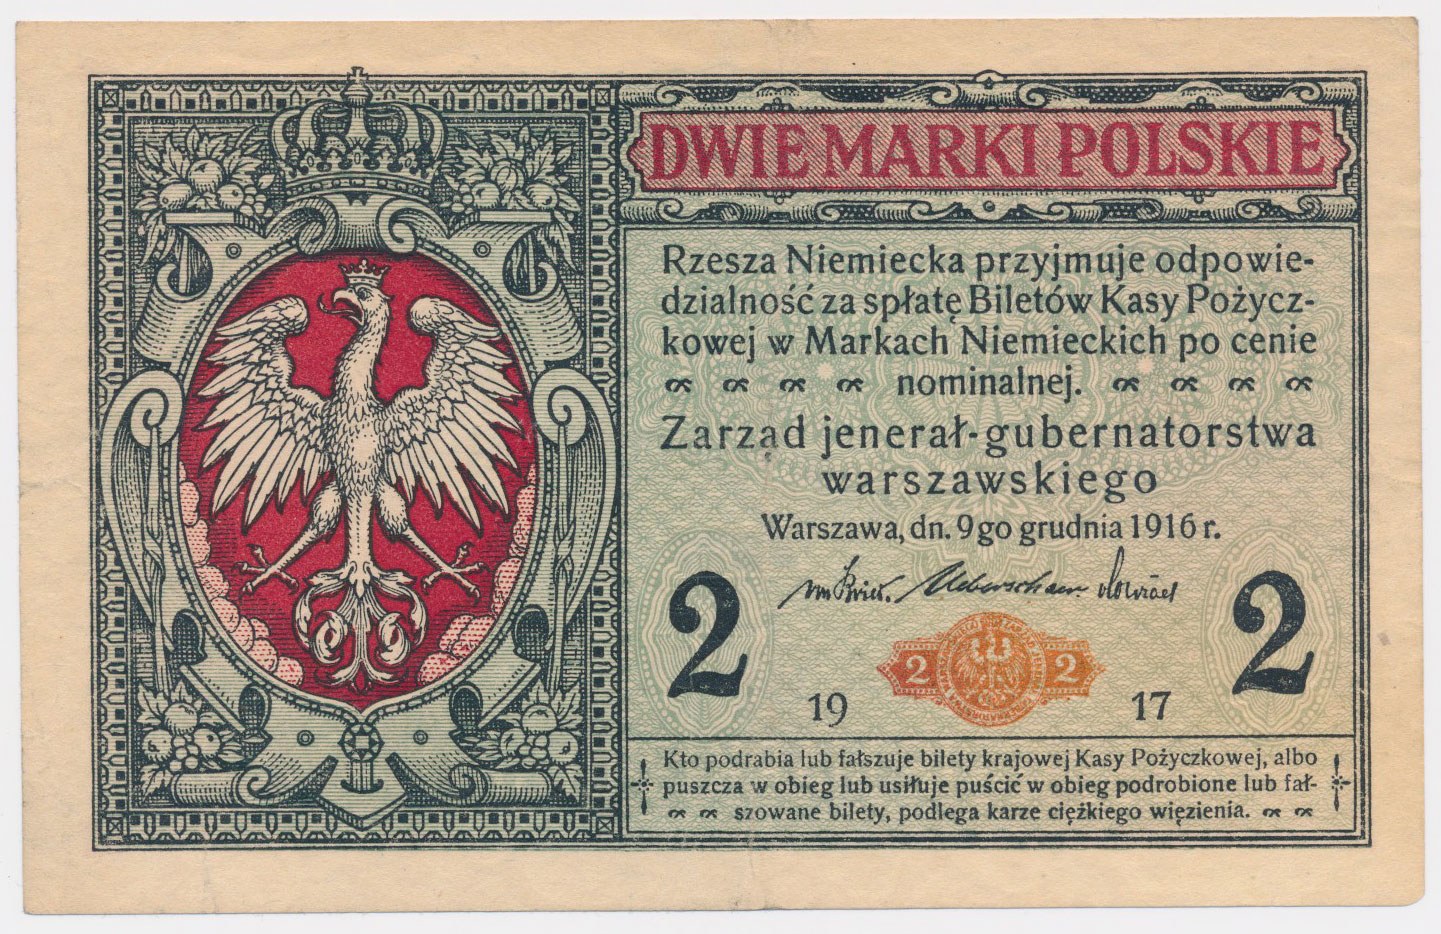 DWIE MARKI POLSKIE
Rzesza Niemiecka przyjmuje odpowie-
dzialność za spłatę Biletów Kasy Pożycz-
kowej w Markach Niemieckich po cenie
nominalnej.
Zarząd jenerał-gubernatorstwa
warszawskiego
Warszawa, dn. 9go grudnia 1916 r.
2
2
2
2
19
17
Kto podrabia lub fałszuje bilety krajowej Kasy Pożyczkowej, albo
puszcza w obieg lub usiłuje puścić w obieg podrobione lub fał-
szowane bilety, podlega karze ciężkiego więzienia.